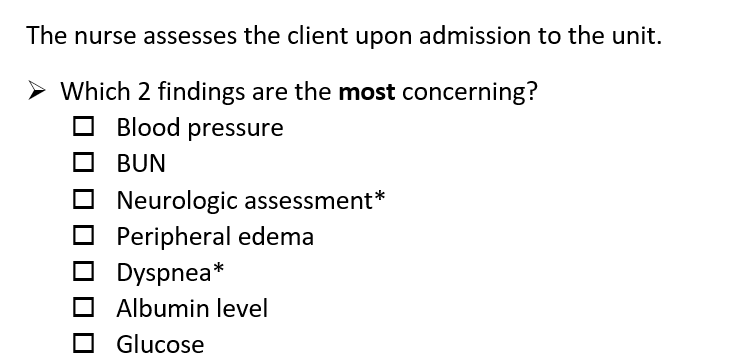 The nurse assesses the client upon admission to the unit.
➢ Which 2 findings are the most concerning?
☐ Blood pressure
☐ BUN
☐ Neurologic assessment*
☐ Peripheral edema
☐ Dyspnea*
☐ Albumin level
☐ Glucose